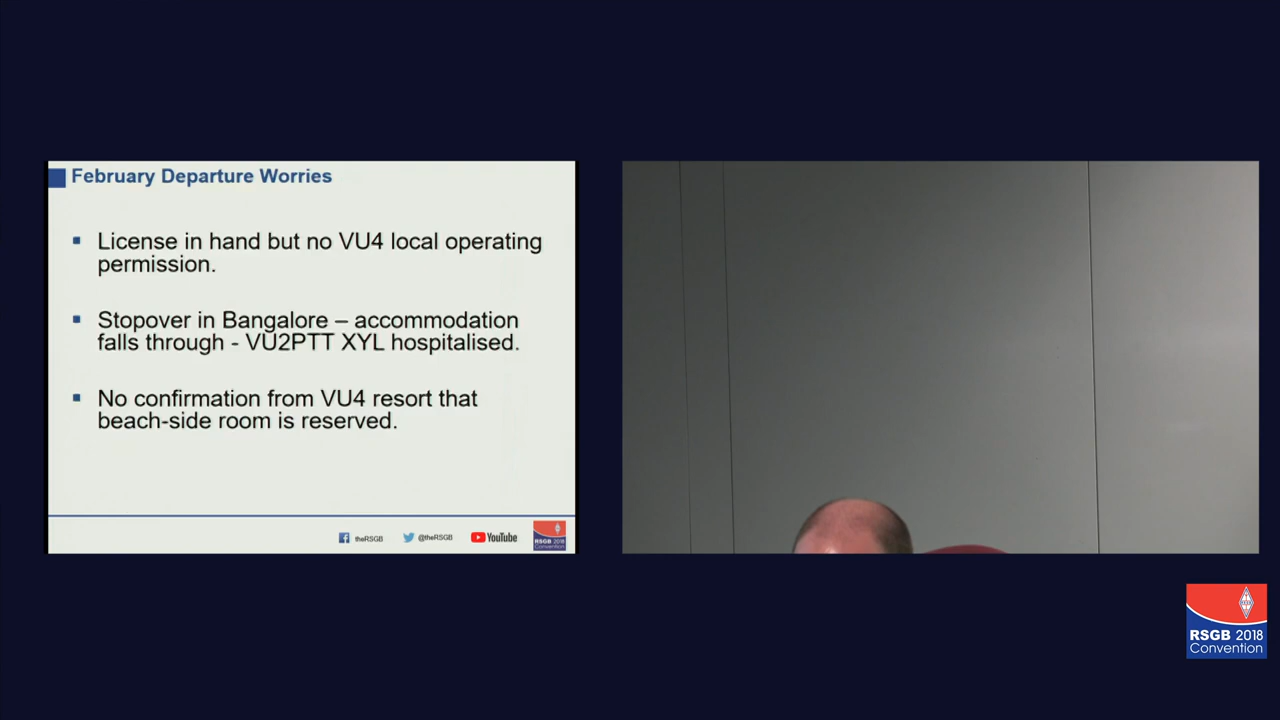 February Departure Worries
License in hand but no VU4 local operating
permission.
Stopover in Bangalore – accommodation
falls through - VU2PTT XYL hospitalised.
No confirmation from VU4 resort that
beach-side room is reserved.
theRSGB @theRSGB YouTube
RSGB 2018
Convention
RSGB 2018
Convention